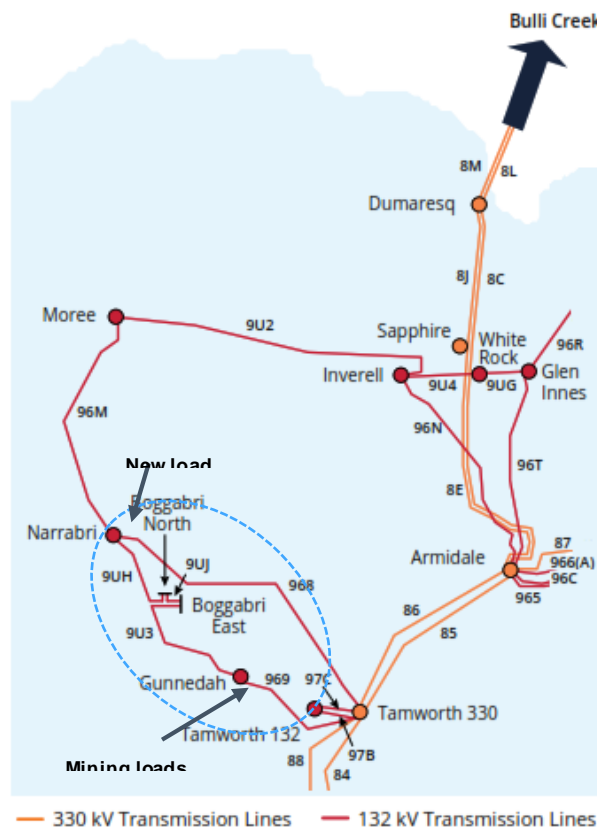 Bulli Creek
8M
8L
Dumaresq
8J
8C
Moree
9U2
Sapphire
White
Rock
96R
Inverell
9U4
9UG
Glen
Innes
96M
96N
96T
New load
8E
Boggabri
North
Narrabri
87
9UJ
Armidale
966(A)
9UH
968
96C
965
Boggabri
East
86
9U3
85
Gunnedah
969
97C
Tamworth 330
Tamworth 132
97B
88
Mining loads
84
330 kV Transmission Lines
132 kV Transmission Lines